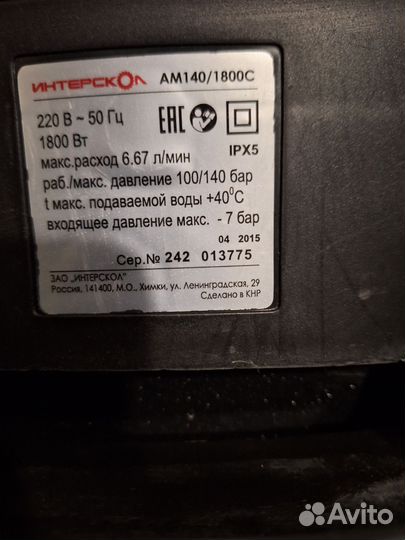 ИНТЕРСКОЛ АМ140/1800С
220 В ~ 50 Гц
1800 Вт
ЕАС
IPX5
макс.расход 6.67 л/мин
раб./макс. давление 100/140 бар
t макс. подаваемой воды +40⁰С
входящее давление макс. - 7 бар
04 2015
Сер.№ 242 013775
ЗАО "ИНТЕРСКОЛ"
Россия, 141400, М.О., Химки, ул. Ленинградская, 29
Сделано в КНР
Avito